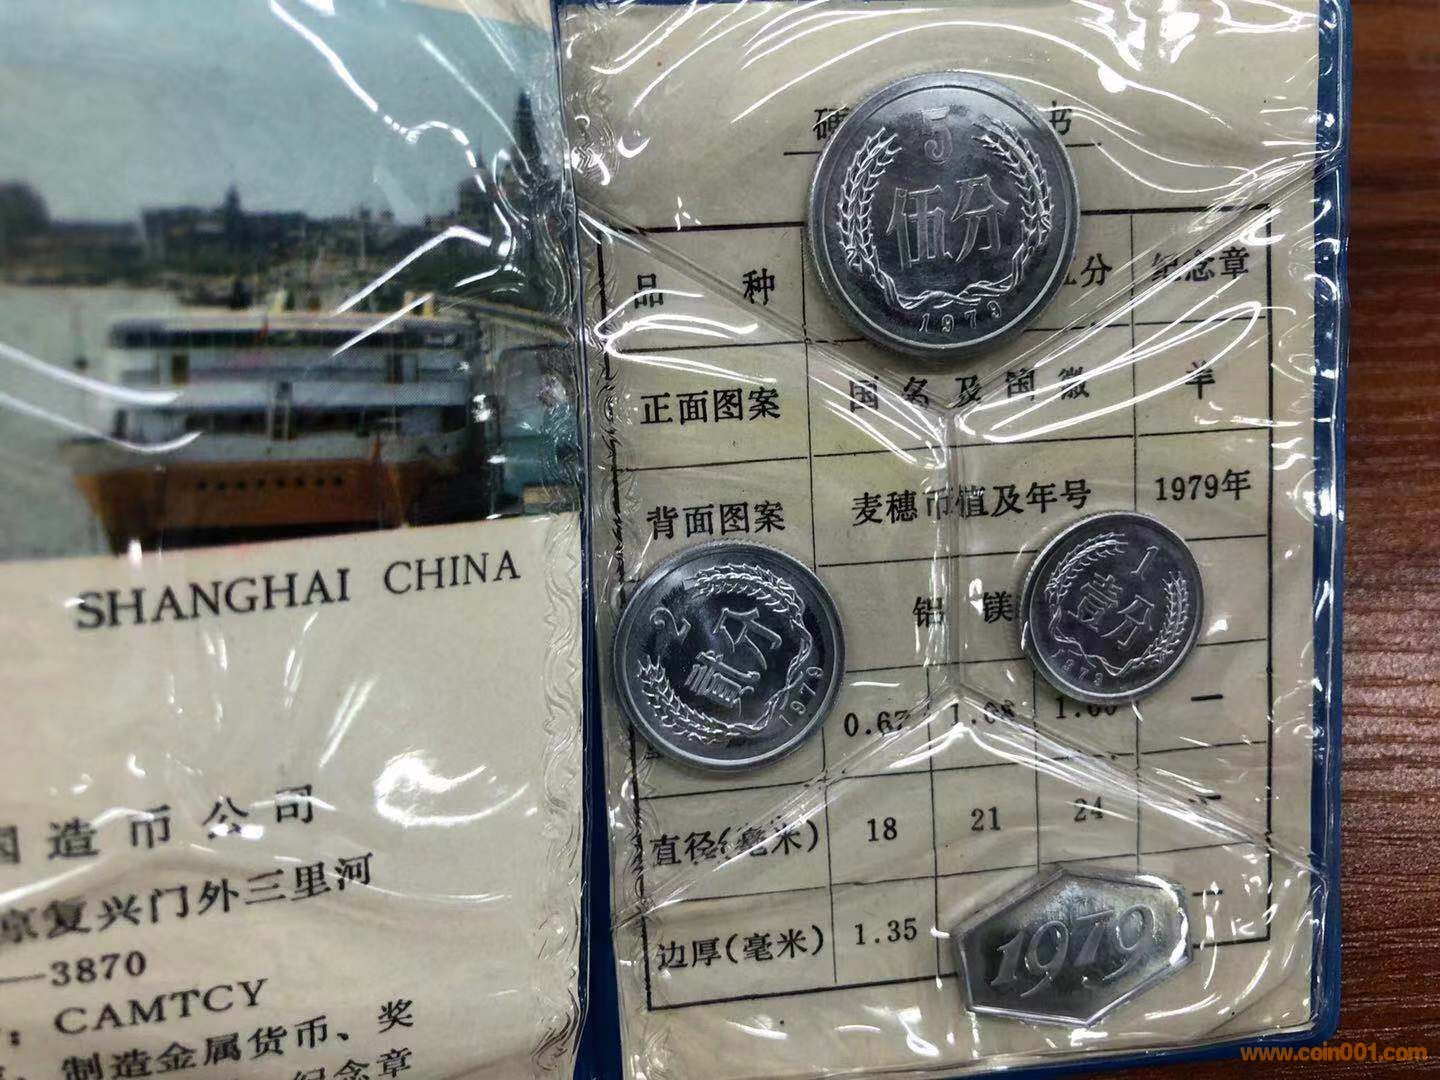 SHANGHAI CHINA
国造币公司
京复兴门外三里河
—3870
: CAMTCY
制造金属货币、奖
纪念章
硬 书
品 种 分 纪念章
正面图案 国名及国徽 羊
背面图案 麦穗币值及年号 1979年
铝 镁
0.67 1.08 1.60 —
直径(毫米) 18 21 24 —
边厚(毫米) 1.35 —
5
伍分
1979
2
贰分
1979
1
壹分
1979
1979
www.coin001.com